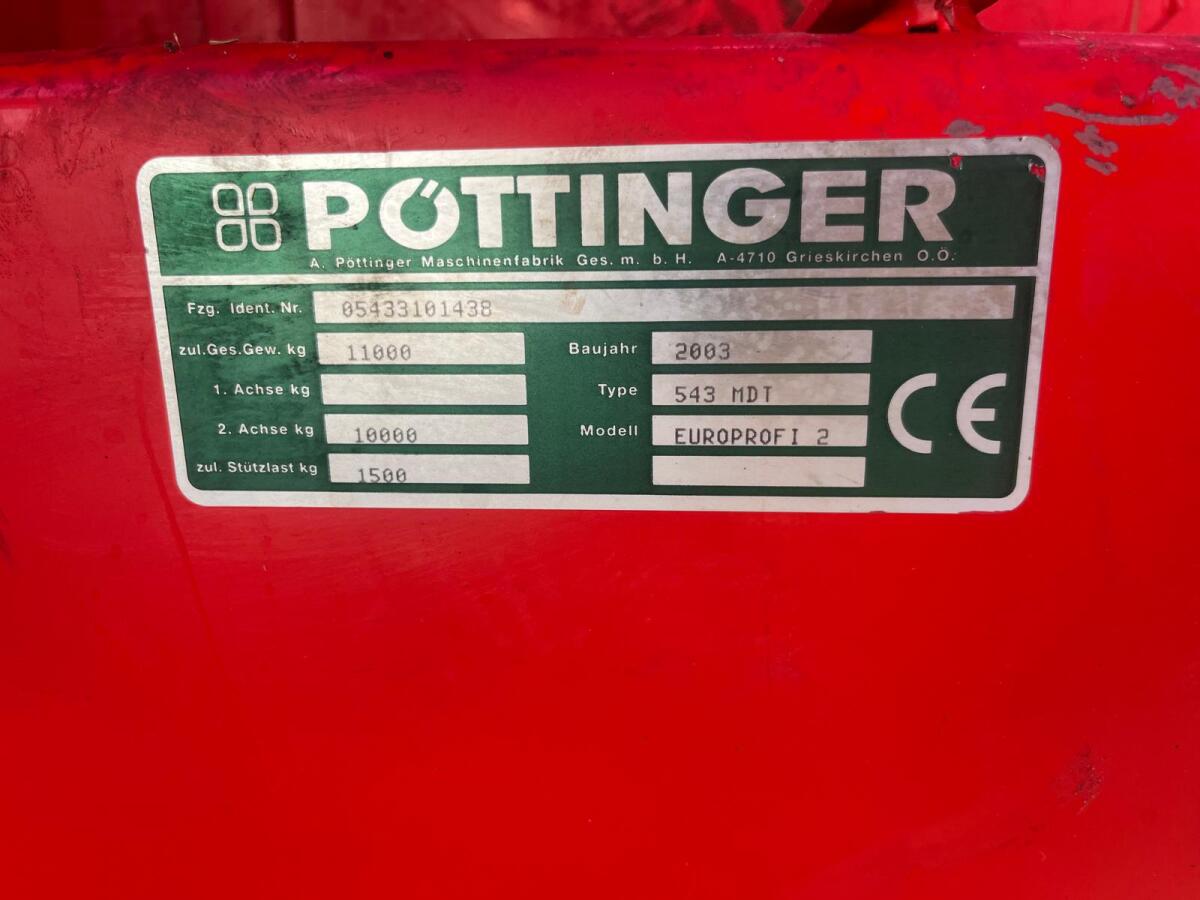 PÖTTINGER
A. Pöttinger Maschinenfabrik Ges. m. b. H. A-4710 Grieskirchen O.Ö.
Fzg. Ident. Nr. 05433101438
zul.Ges.Gew. kg 11000 Baujahr 2003
1. Achse kg Type 543 MDT
2. Achse kg 10000 Modell EUROPROFI 2
zul. Stützlast kg 1500
CE